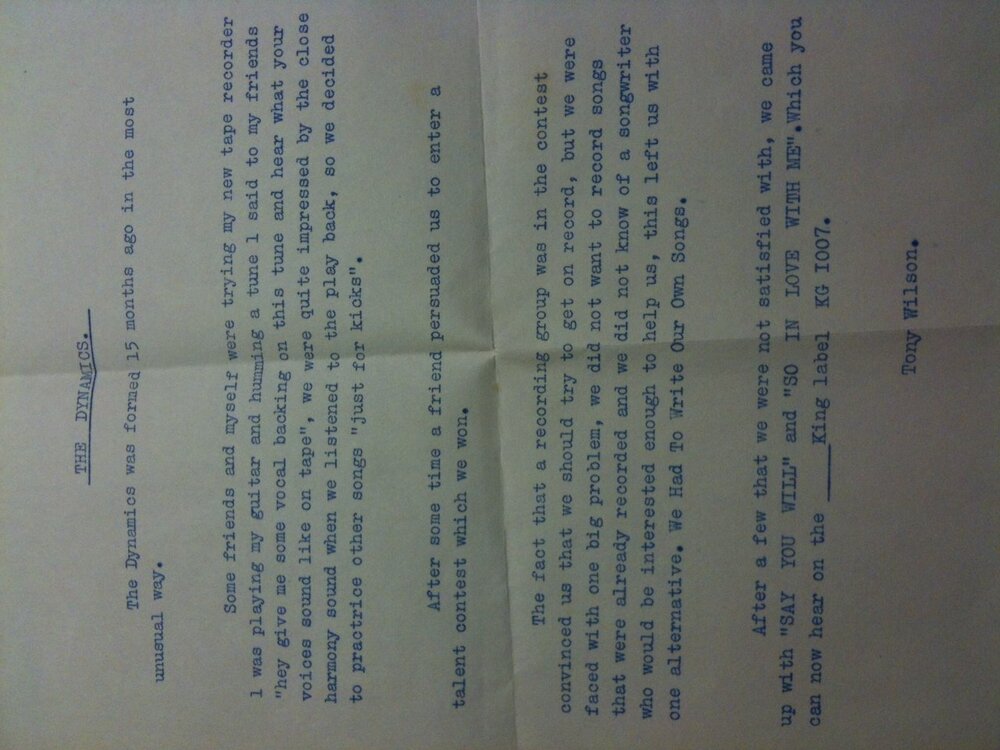 THE DYNAMICS.
The Dynamics was formed 15 months ago in the most
unusual way.
Some friends and myself were trying my new tape recorder
l was playing my guitar and humming a tune l said to my friends
"hey give me some vocal backing on this tune and hear what your
voices sound like on tape", we were quite impressed by the close
harmony sound when we listened to the play back, so we decided
to practrice other songs "just for kicks".
After some time a friend persuaded us to enter a
talent contest which we won.
The fact that a recording group was in the contest
convinced us that we should try to get on record, but we were
faced with one big problem, we did not want to record songs
that were already recorded and we did not know of a songwriter
who would be interested enough to help us, this left us with
one alternative. We Had To Write Our Own Songs.
After a few that we were not satisfied with, we came
up with "SAY YOU WILL" and "SO IN LOVE WITH ME".Which you
can now hear on the ____King label KG I007.
Tony Wilson.